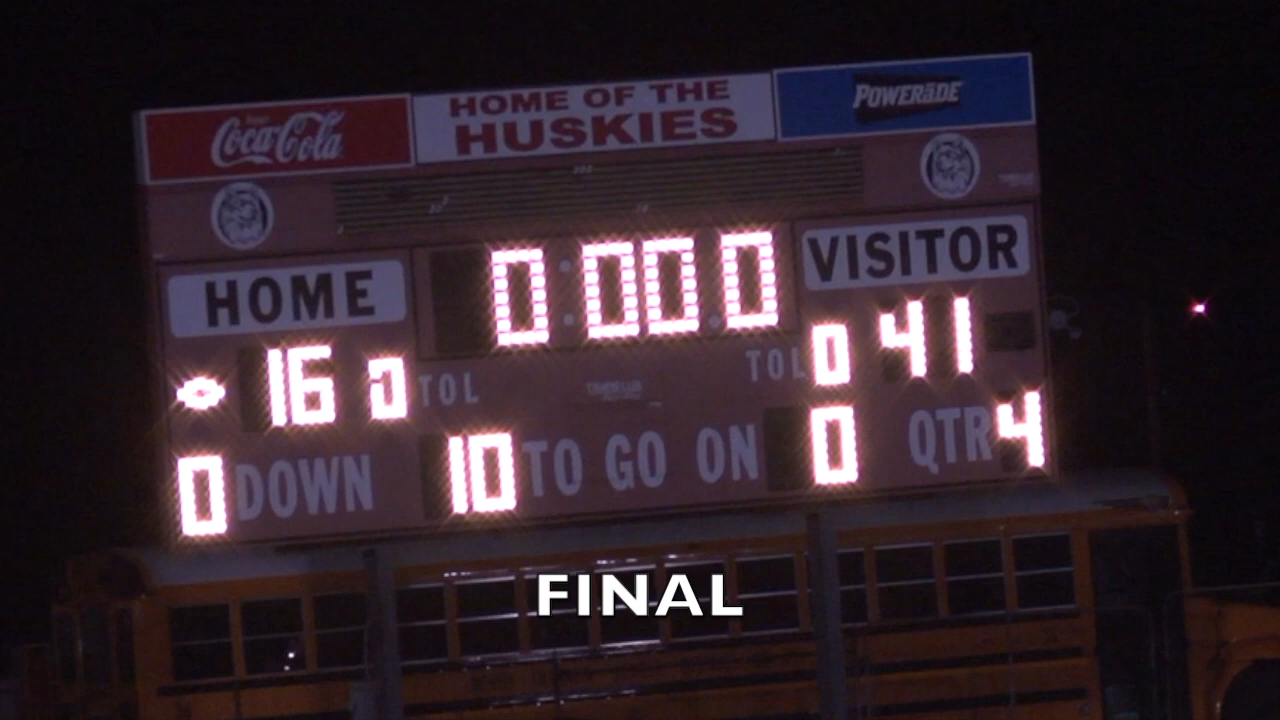 Coca-Cola
HOME OF THE
HUSKIES
POWERADE
HOME
0:00.0
VISITOR
16
TOL
TOL 0
41
0 DOWN
10 TO GO ON
0
QTR 4
FINAL